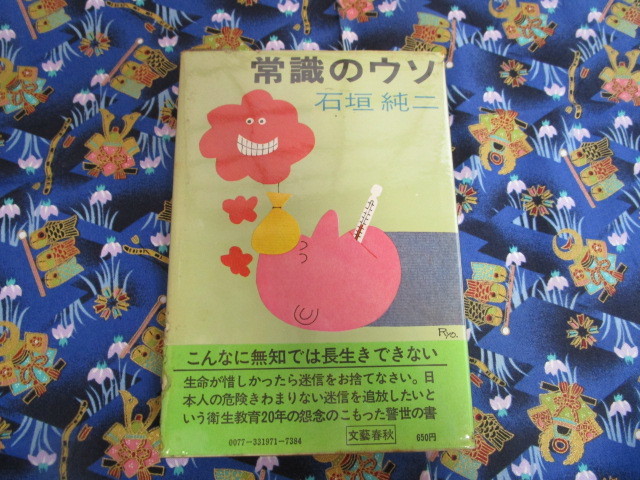 常識のウソ
石垣純二
Ryo.
こんなに無知では長生きできない
生命が惜しかったら迷信をお捨てなさい。日
本人の危険きわまりない迷信を追放したいと
いう衛生教育20年の怨念のこもった警世の書
0077-331971-7384 文藝春秋 650円